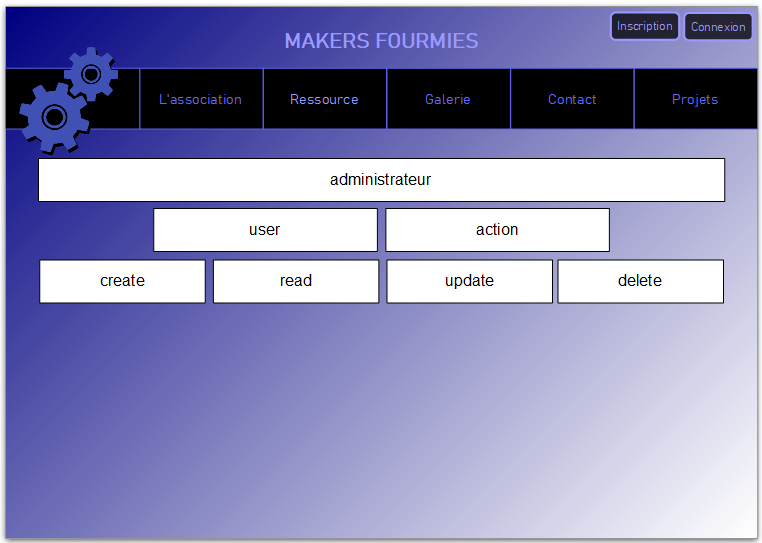 Inscription
Connexion
MAKERS FOURMIES
L'association
Ressource
Galerie
Contact
Projets
administrateur
user
action
create
read
update
delete